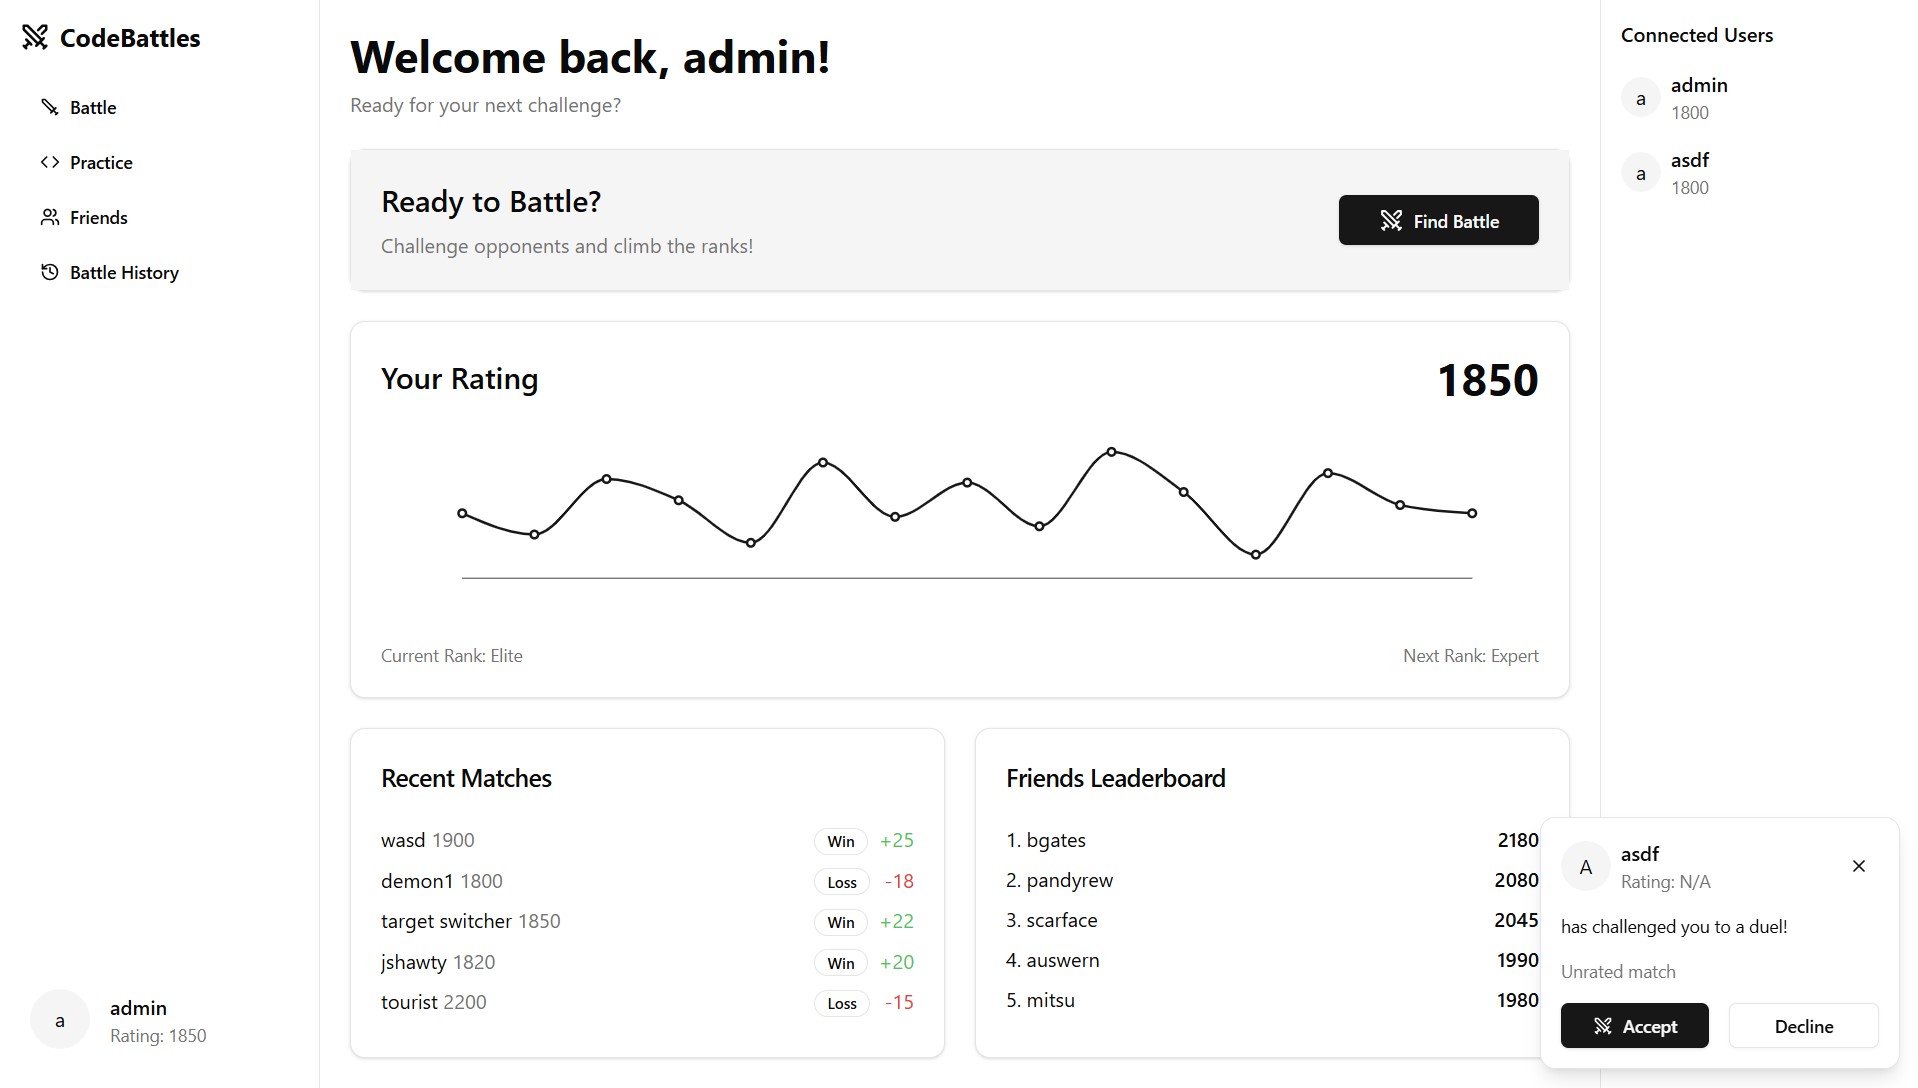 CodeBattles
Battle
Practice
Friends
Battle History
a
admin
Rating: 1850
Welcome back, admin!
Ready for your next challenge?
Ready to Battle?
Challenge opponents and climb the ranks!
Find Battle
Your Rating
1850
Current Rank: Elite
Next Rank: Expert
Recent Matches
wasd 1900 Win +25
demon1 1800 Loss -18
target switcher 1850 Win +22
jshawty 1820 Win +20
tourist 2200 Loss -15
Friends Leaderboard
1. bgates 2180
2. pandyrew 2080
3. scarface 2045
4. auswern 1990
5. mitsu 1980
Connected Users
a
admin
1800
a
asdf
1800
A
asdf
Rating: N/A
has challenged you to a duel!
Unrated match
Accept
Decline